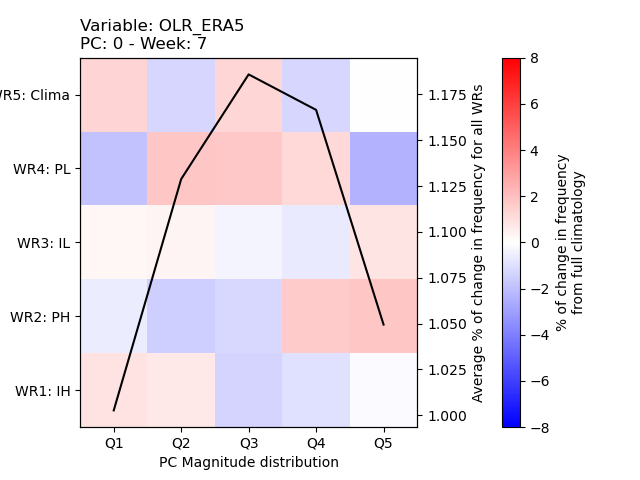 Variable: OLR_ERA5
PC: 0 - Week: 7
WR5: Clima
WR4: PL
WR3: IL
WR2: PH
WR1: IH
Q1 Q2 Q3 Q4 Q5
PC Magnitude distribution
1.175
1.150
1.125
1.100
1.075
1.050
1.025
1.000
Average % of change in frequency for all WRs
8
6
4
2
0
−2
−4
−6
−8
% of change in frequency
from full climatology